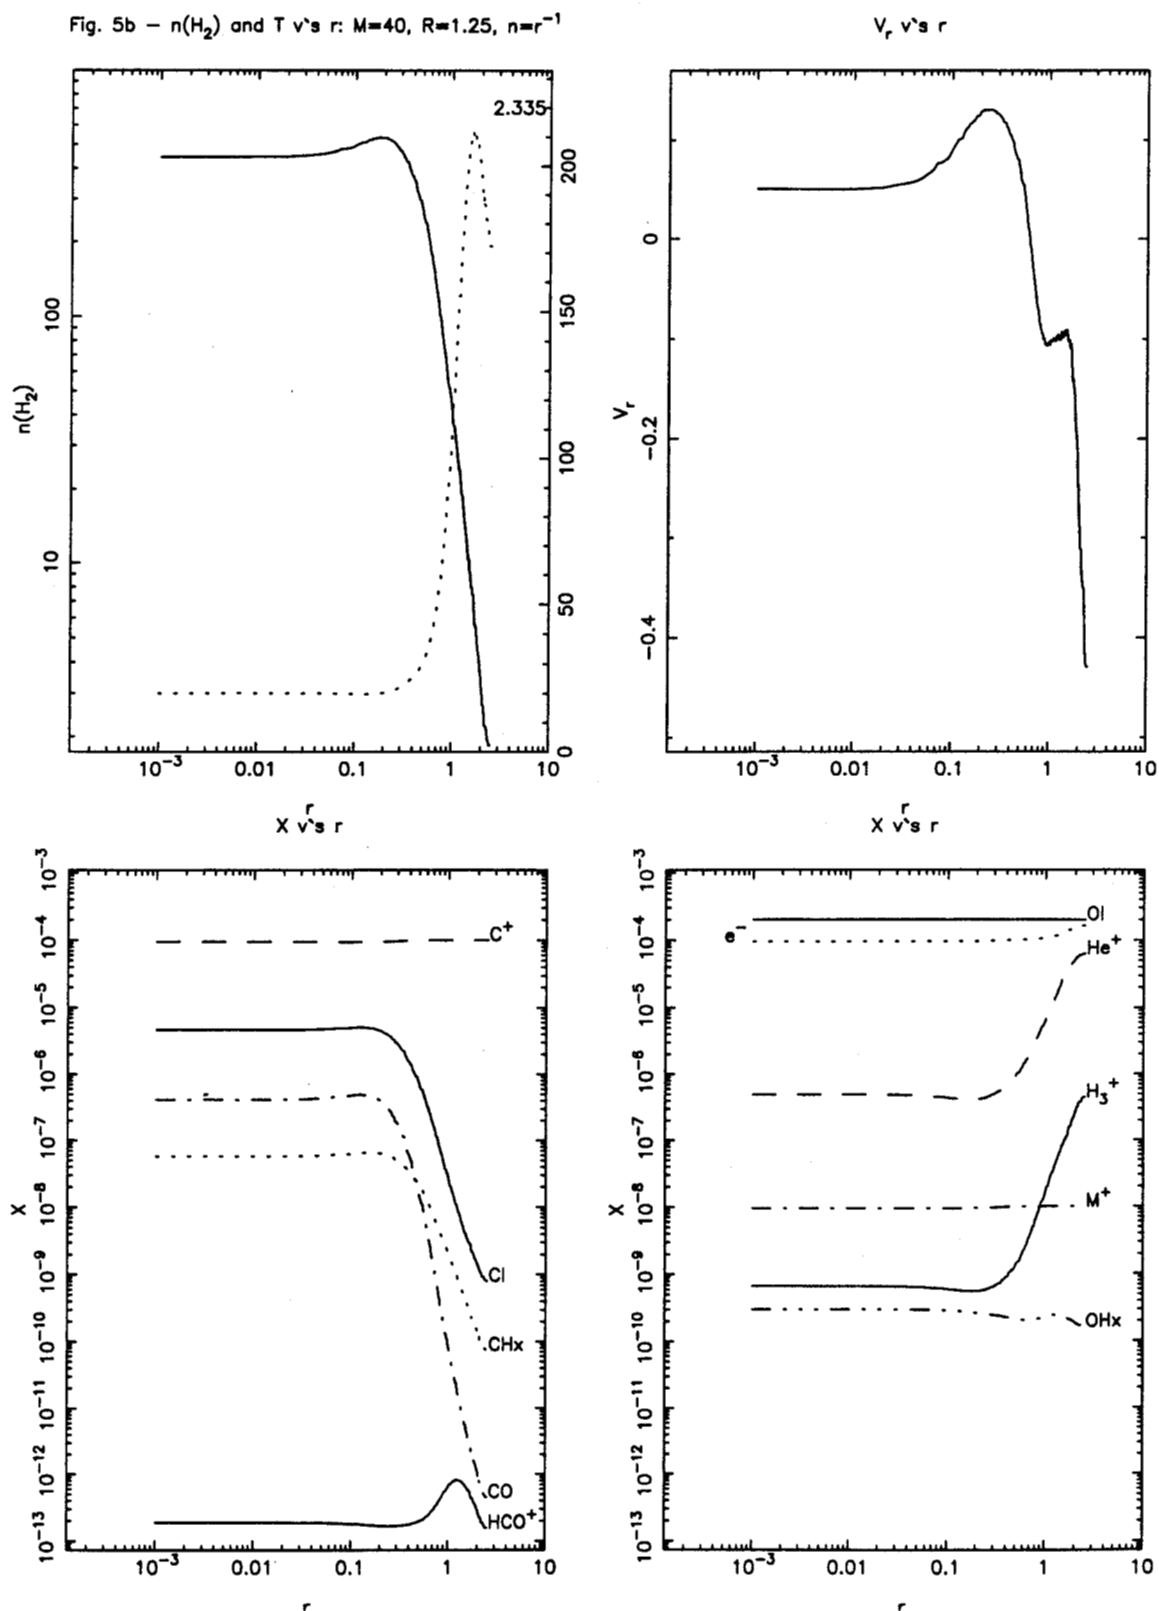 Fig. 5b – n(H₂) and T v`s r: M=40, R=1.25, n=r⁻¹
2.335
n(H₂)
100
10
200
150
100
50
0
10⁻³ 0.01 0.1 1 10
r
Vᵣ v`s r
Vᵣ
0
−0.2
−0.4
10⁻³ 0.01 0.1 1 10
r
X v`s r
X
10⁻³
10⁻⁴
10⁻⁵
10⁻⁶
10⁻⁷
10⁻⁸
10⁻⁹
10⁻¹⁰
10⁻¹¹
10⁻¹²
10⁻¹³
C⁺
CI
CHx
CO
HCO⁺
10⁻³ 0.01 0.1 1 10
r
X v`s r
X
10⁻³
10⁻⁴
10⁻⁵
10⁻⁶
10⁻⁷
10⁻⁸
10⁻⁹
10⁻¹⁰
10⁻¹¹
10⁻¹²
10⁻¹³
OI
e⁻
He⁺
H₃⁺
M⁺
OHx
10⁻³ 0.01 0.1 1 10
r